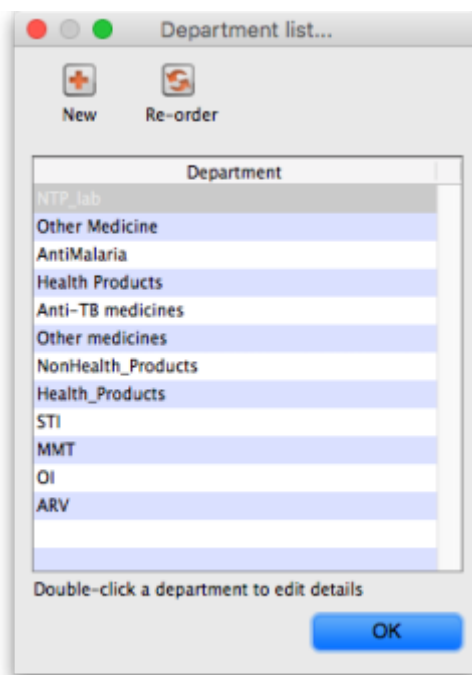 Department list...
New Re-order
Department
NTP_lab
Other Medicine
AntiMalaria
Health Products
Anti-TB medicines
Other medicines
NonHealth_Products
Health_Products
STI
MMT
OI
ARV
Double-click a department to edit details
OK